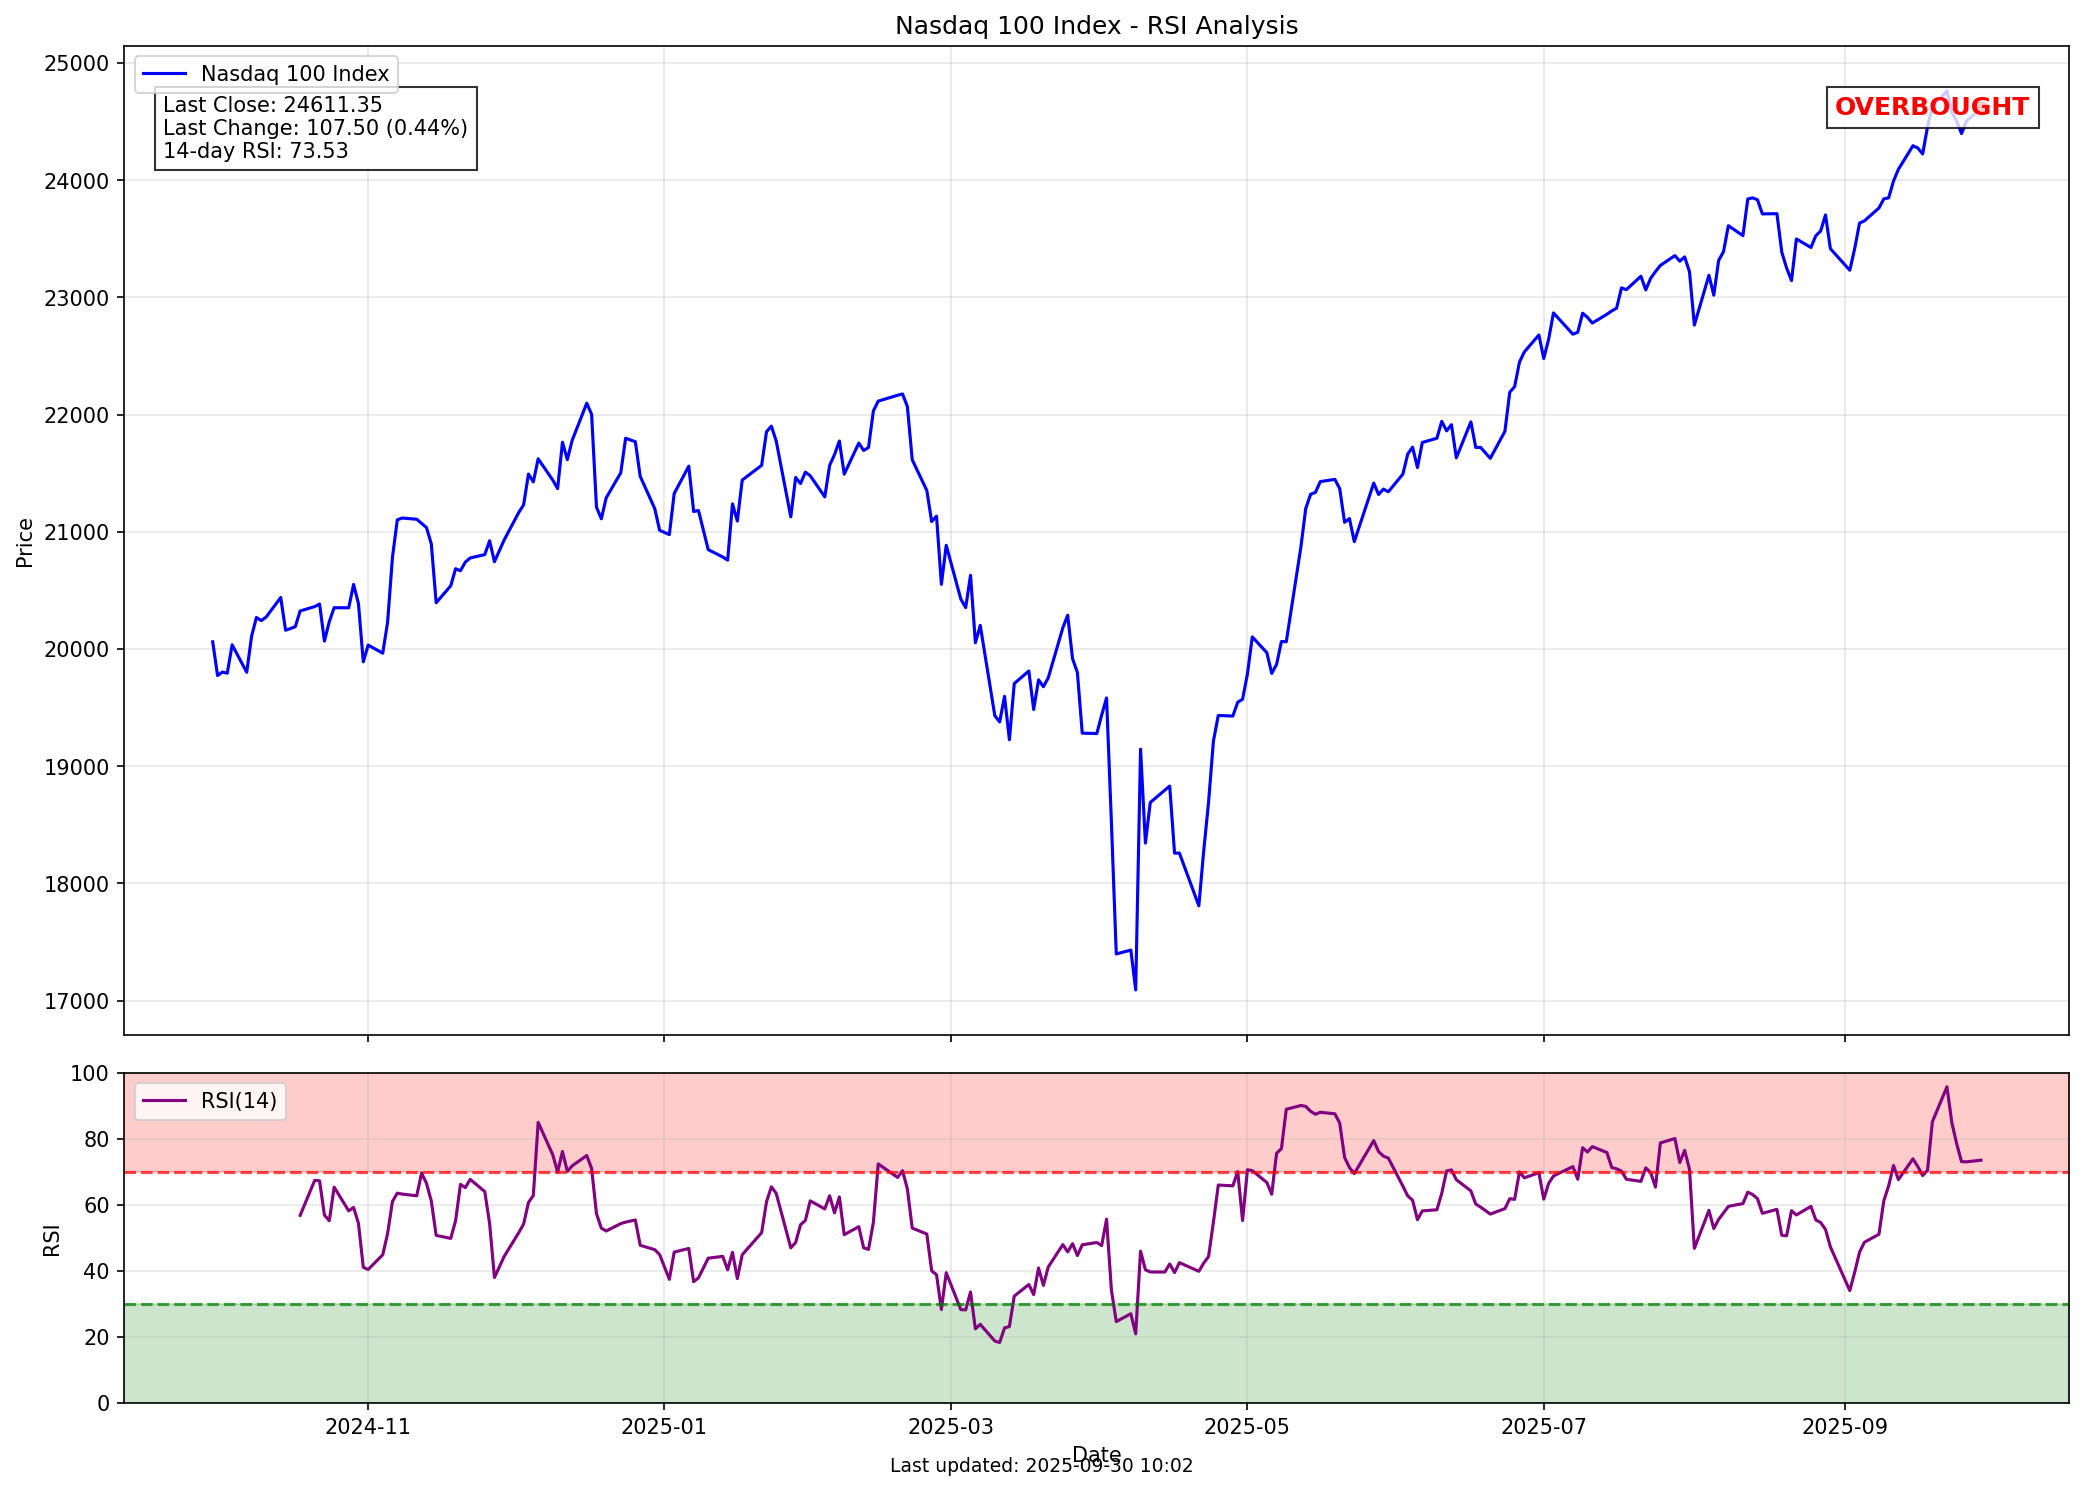 Nasdaq 100 Index - RSI Analysis
Nasdaq 100 Index
Last Close: 24611.35
Last Change: 107.50 (0.44%)
14-day RSI: 73.53
OVERBOUGHT
Price
25000
24000
23000
22000
21000
20000
19000
18000
17000
RSI(14)
RSI
100
80
60
40
20
0
2024-11
2025-01
2025-03
2025-05
2025-07
2025-09
Date
Last updated: 2025-09-30 10:02